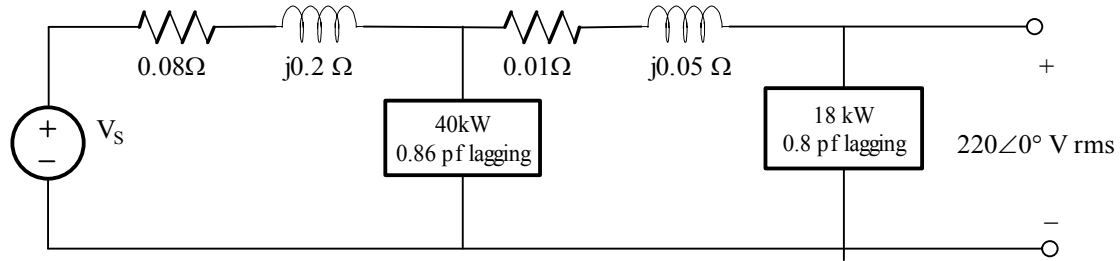 0.08Ω
j0.2 Ω
0.01Ω
j0.05 Ω
+
+
−
V_S
40kW
0.86 pf lagging
18 kW
0.8 pf lagging
220∠0° V rms
−